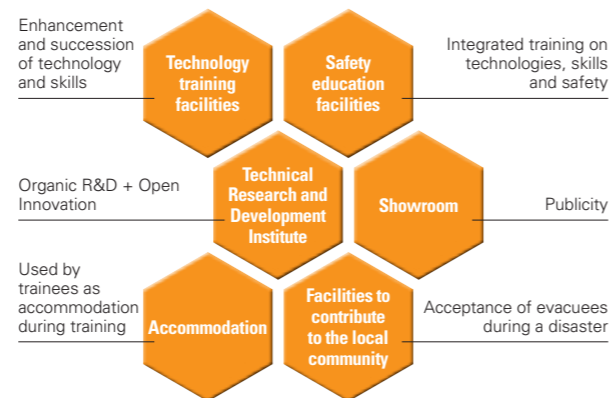 Enhancement
and succession
of technology
and skills
Technology
training
facilities
Safety
education
facilities
Integrated training on
technologies, skills
and safety
Organic R&D + Open
Innovation
Technical
Research and
Development
Institute
Showroom
Publicity
Used by
trainees as
accommodation
during training
Accommodation
Facilities to
contribute
to the local
community
Acceptance of evacuees
during a disaster